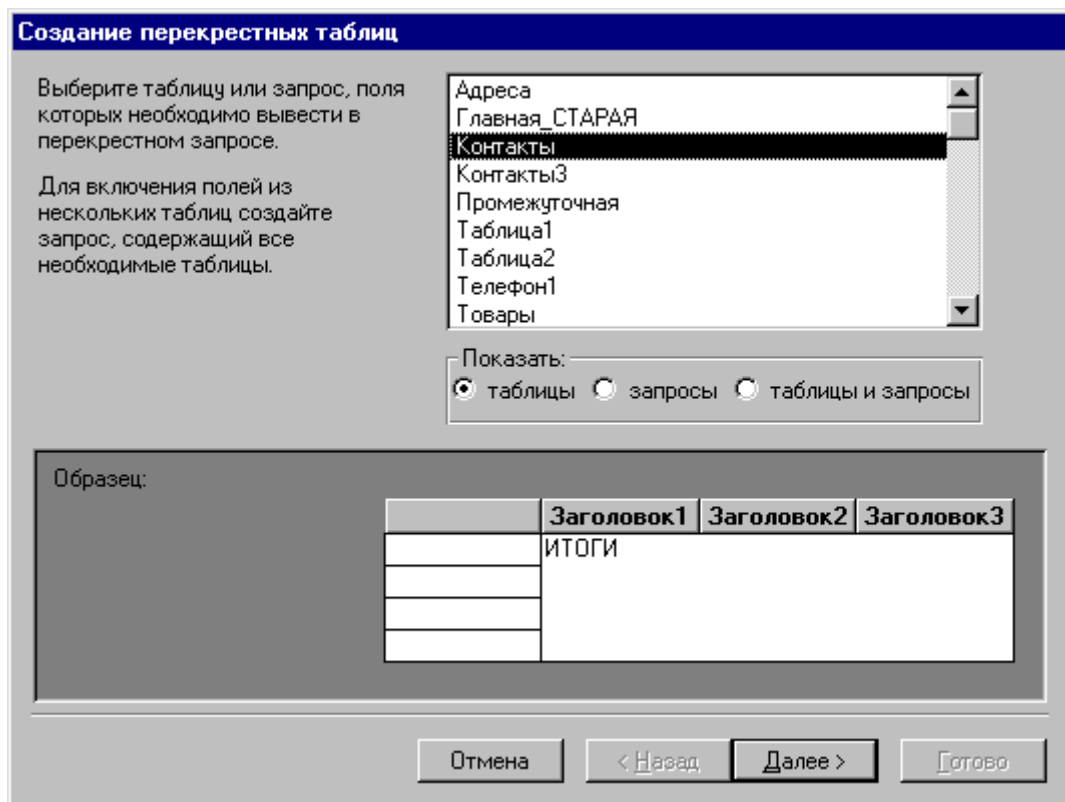 Создание перекрестных таблиц
Выберите таблицу или запрос, поля
которых необходимо вывести в
перекрестном запросе.
Для включения полей из
нескольких таблиц создайте
запрос, содержащий все
необходимые таблицы.
Адреса
Главная_СТАРАЯ
Контакты
Контакты3
Промежуточная
Таблица1
Таблица2
Телефон1
Товары
Показать:
таблицы запросы таблицы и запросы
Образец:
Заголовок1 Заголовок2 Заголовок3
ИТОГИ
Отмена < Назад Далее > Готово